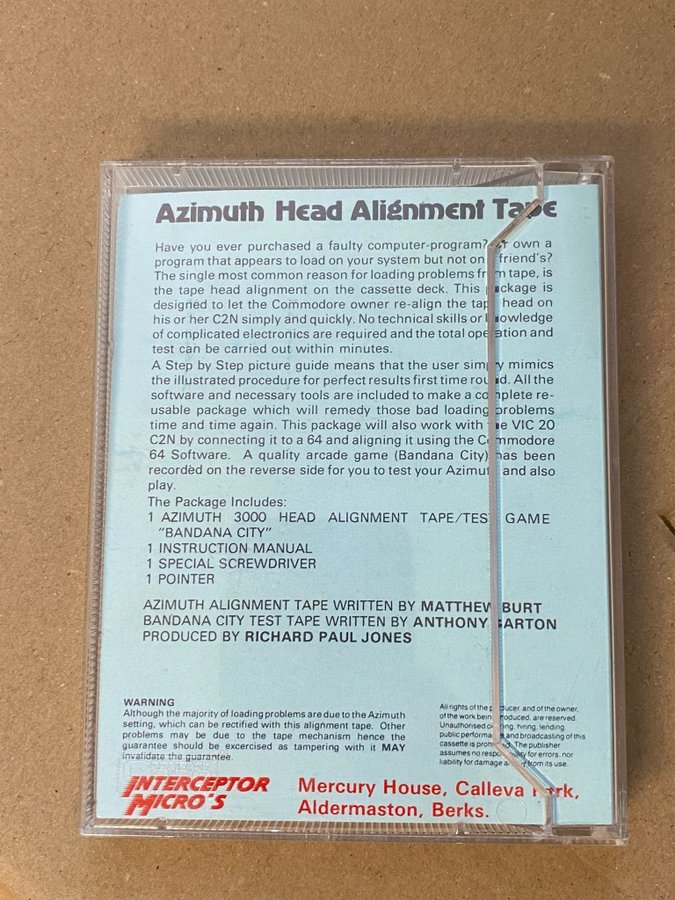 Azimuth Head Alignment Tape
Have you ever purchased a faulty computer-program? or own a
program that appears to load on your system but not on friend's?
The single most common reason for loading problems from tape, is
the tape head alignment on the cassette deck. This package is
designed to let the Commodore owner re-align the tape head on
his or her C2N simply and quickly. No technical skills or knowledge
of complicated electronics are required and the total operation and
test can be carried out within minutes.
A Step by Step picture guide means that the user simply mimics
the illustrated procedure for perfect results first time round. All the
software and necessary tools are included to make a complete re-
usable package which will remedy those bad loading problems
time and time again. This package will also work with the VIC 20
C2N by connecting it to a 64 and aligning it using the Commodore
64 Software. A quality arcade game (Bandana City) has been
recorded on the reverse side for you to test your Azimuth and also
play.
The Package Includes:
1 AZIMUTH 3000 HEAD ALIGNMENT TAPE/TEST GAME
"BANDANA CITY"
1 INSTRUCTION MANUAL
1 SPECIAL SCREWDRIVER
1 POINTER
AZIMUTH ALIGNMENT TAPE WRITTEN BY MATTHEW BURT
BANDANA CITY TEST TAPE WRITTEN BY ANTHONY BARTON
PRODUCED BY RICHARD PAUL JONES
WARNING
Although the majority of loading problems are due to the Azimuth
setting, which can be rectified with this alignment tape. Other
problems may be due to the tape mechanism hence the
guarantee should be excercised as tampering with it MAY
invalidate the guarantee.
All rights of the producer, and of the owner,
of the work being produced, are reserved.
Unauthorised copying, hiring, lending
public performance and broadcasting of this
cassette is prohibited. The publisher
assumes no responsibility for errors, nor
liability for damage arising from its use.
INTERCEPTOR
MICRO'S
Mercury House, Calleva Park,
Aldermaston, Berks.